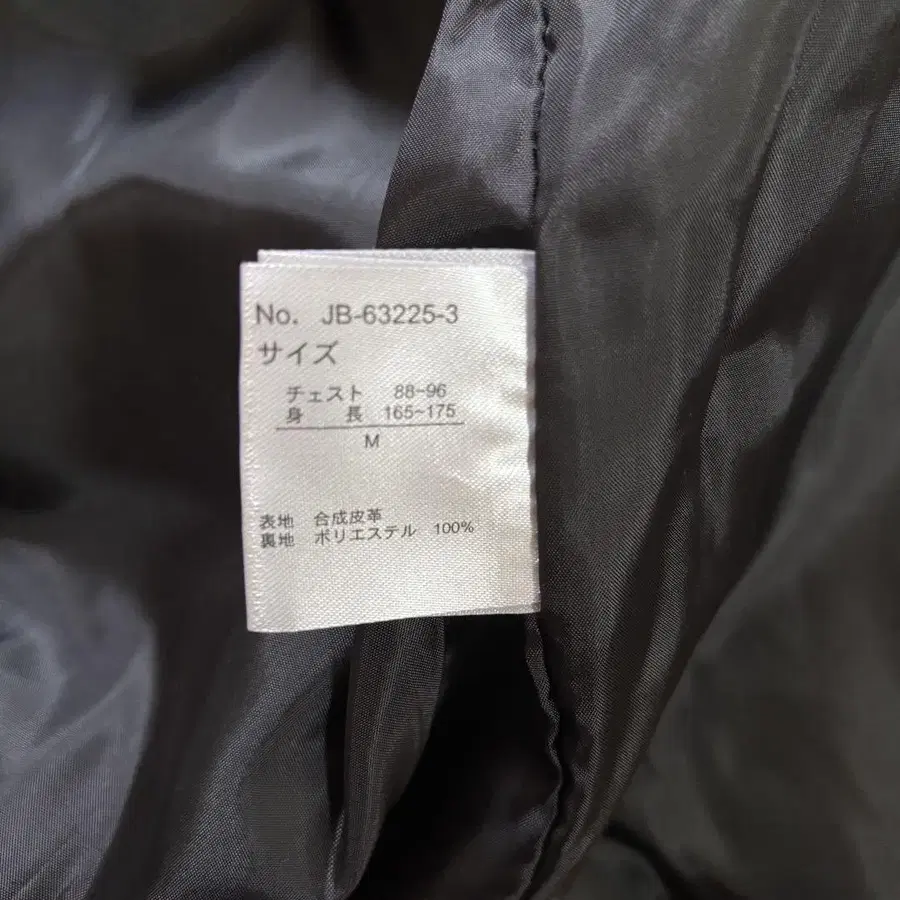 No. JB-63225-3
サイズ
チェスト 88~96
身 長 165~175
M
表地 合成皮革
裏地 ポリエステル 100%